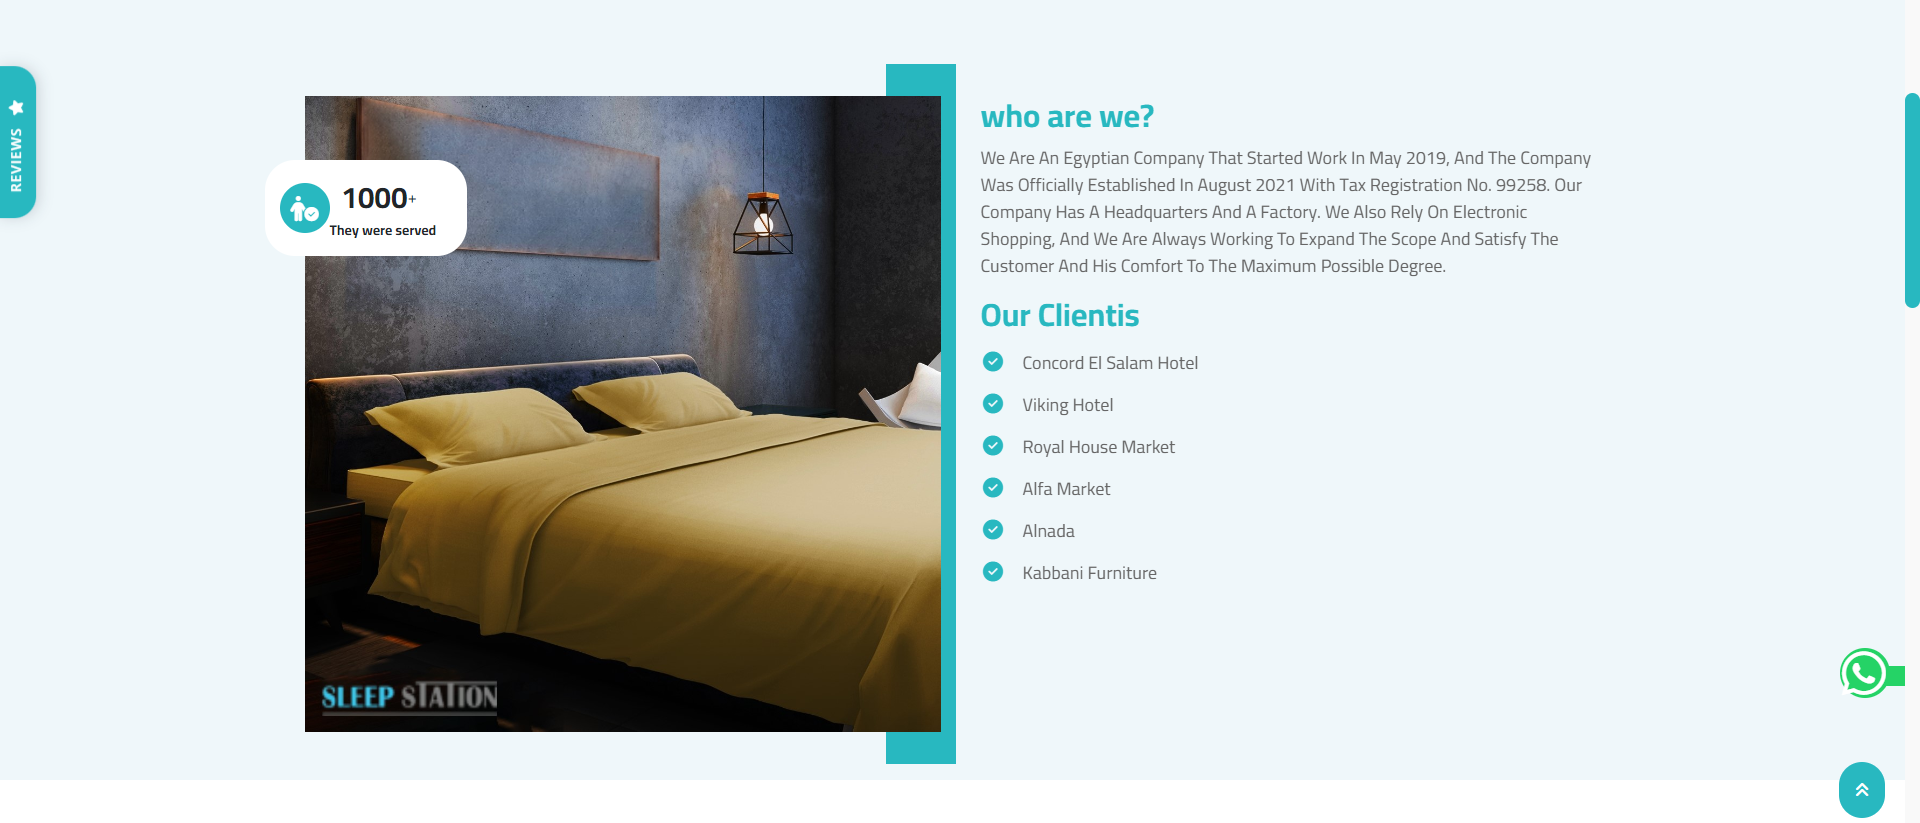 REVIEWS
1000+
They were served
SLEEP STATION
who are we?
We Are An Egyptian Company That Started Work In May 2019, And The Company
Was Officially Established In August 2021 With Tax Registration No. 99258. Our
Company Has A Headquarters And A Factory. We Also Rely On Electronic
Shopping, And We Are Always Working To Expand The Scope And Satisfy The
Customer And His Comfort To The Maximum Possible Degree.
Our Clientis
Concord El Salam Hotel
Viking Hotel
Royal House Market
Alfa Market
Alnada
Kabbani Furniture